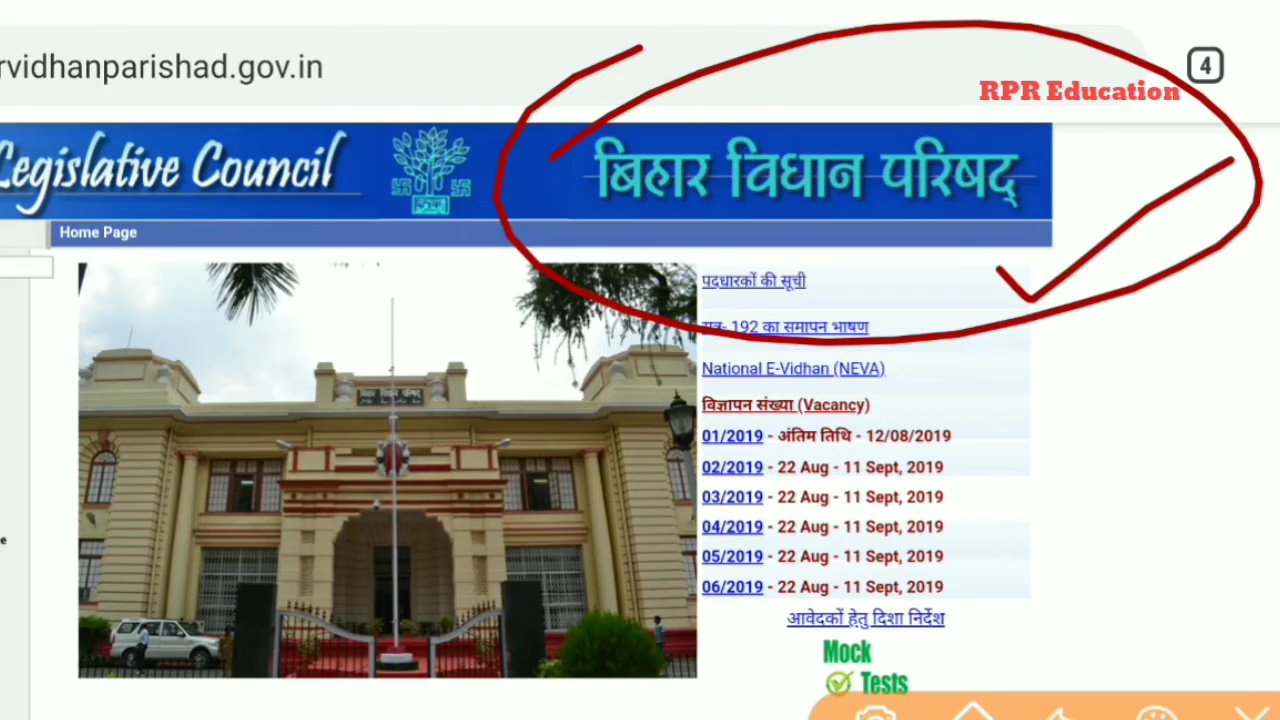 rvidhanparishad.gov.in
4
RPR Education
Legislative Council
बिहार विधान परिषद्
Home Page
पदधारकों की सूची
सत्र- 192 का समापन भाषण
National E-Vidhan (NEVA)
विज्ञापन संख्या (Vacancy)
01/2019 - अंतिम तिथि - 12/08/2019
02/2019 - 22 Aug - 11 Sept, 2019
03/2019 - 22 Aug - 11 Sept, 2019
04/2019 - 22 Aug - 11 Sept, 2019
05/2019 - 22 Aug - 11 Sept, 2019
06/2019 - 22 Aug - 11 Sept, 2019
आवेदकों हेतु दिशा निर्देश
Mock
Tests
e
बिहार विधान परिषद्